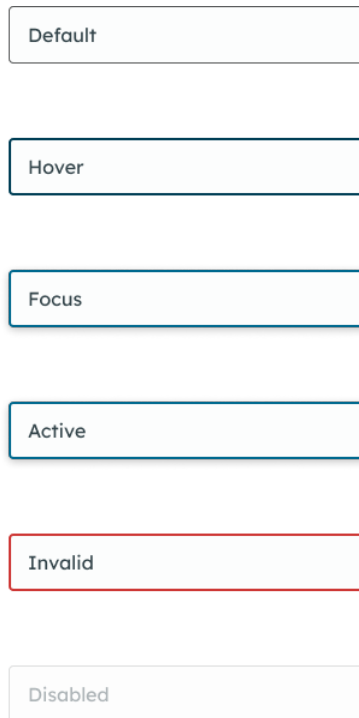 Default
Hover
Focus
Active
Invalid
Disabled